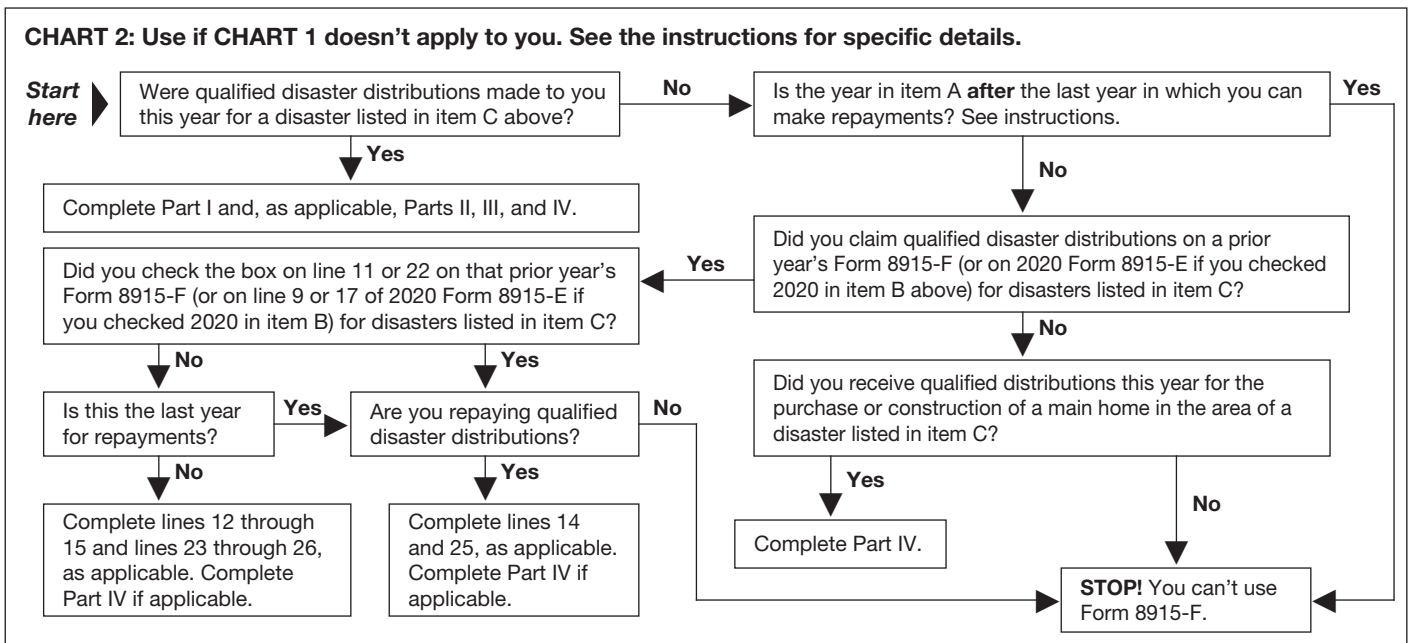 CHART 2: Use if CHART 1 doesn't apply to you. See the instructions for specific details.
Start
here
Were qualified disaster distributions made to you
this year for a disaster listed in item C above?
No
Is the year in item A after the last year in which you can
make repayments? See instructions.
Yes
Yes
No
Complete Part I and, as applicable, Parts II, III, and IV.
Did you claim qualified disaster distributions on a prior
year's Form 8915-F (or on 2020 Form 8915-E if you checked
2020 in item B above) for disasters listed in item C?
Yes
Did you check the box on line 11 or 22 on that prior year's
Form 8915-F (or on line 9 or 17 of 2020 Form 8915-E if
you checked 2020 in item B) for disasters listed in item C?
No
No
Yes
Did you receive qualified distributions this year for the
purchase or construction of a main home in the area of a
disaster listed in item C?
Is this the last year
for repayments?
Yes
Are you repaying qualified
disaster distributions?
No
No
Yes
Yes
No
Complete lines 12 through
15 and lines 23 through 26,
as applicable. Complete
Part IV if applicable.
Complete lines 14
and 25, as applicable.
Complete Part IV if
applicable.
Complete Part IV.
STOP! You can't use
Form 8915-F.